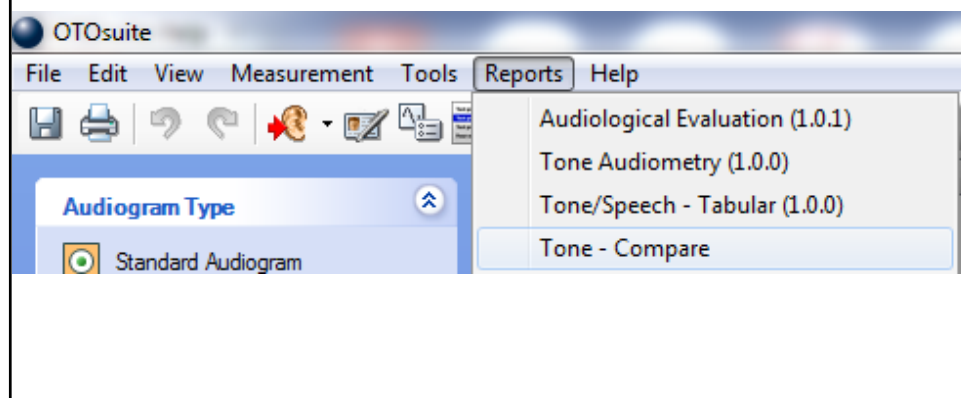 OTOsuite
File Edit View Measurement Tools Reports Help
Audiological Evaluation (1.0.1)
Tone Audiometry (1.0.0)
Tone/Speech - Tabular (1.0.0)
Tone - Compare
Audiogram Type
Standard Audiogram